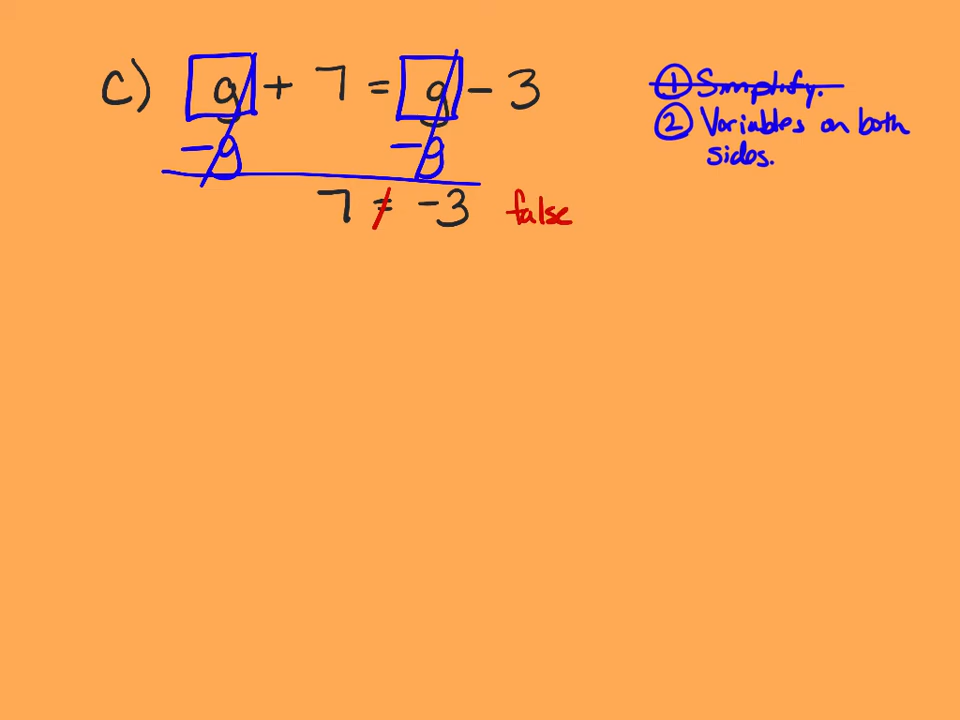 c) g + 7 = g - 3
-g -g
7 ≠ -3 false
① Simplify.
② Variables on both
sides.